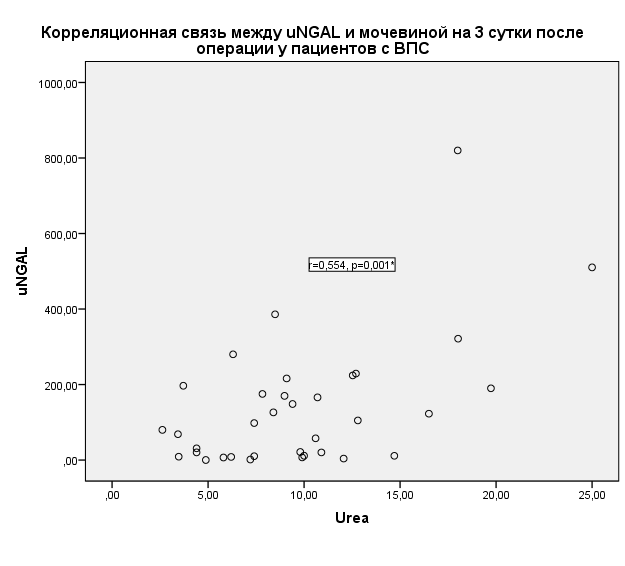 Корреляционная связь между uNGAL и мочевиной на 3 сутки после
операции у пациентов с ВПС
1000,00
800,00
600,00
400,00
200,00
,00
uNGAL
r=0,554, p=0,001*
,00 5,00 10,00 15,00 20,00 25,00
Urea